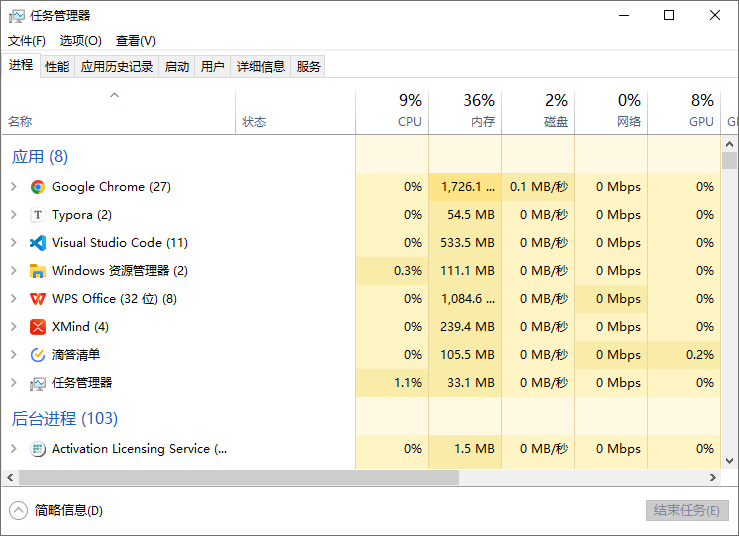 任务管理器
文件(F) 选项(O) 查看(V)
进程 性能 应用历史记录 启动 用户 详细信息 服务
9% 36% 2% 0% 8%
名称 状态 CPU 内存 磁盘 网络 GPU GI
应用 (8)
Google Chrome (27) 0% 1,726.1 ... 0.1 MB/秒 0 Mbps 0%
T Typora (2) 0% 54.5 MB 0 MB/秒 0 Mbps 0%
Visual Studio Code (11) 0% 533.5 MB 0 MB/秒 0 Mbps 0%
Windows 资源管理器 (2) 0.3% 111.1 MB 0 MB/秒 0 Mbps 0%
WPS Office (32 位) (8) 0% 1,084.6 ... 0 MB/秒 0 Mbps 0%
XMind (4) 0% 239.4 MB 0 MB/秒 0 Mbps 0%
滴答清单 0% 105.5 MB 0 MB/秒 0 Mbps 0.2%
任务管理器 1.1% 33.1 MB 0 MB/秒 0 Mbps 0%
后台进程 (103)
Activation Licensing Service (... 0% 1.5 MB 0 MB/秒 0 Mbps 0%
简略信息(D) 结束任务(E)